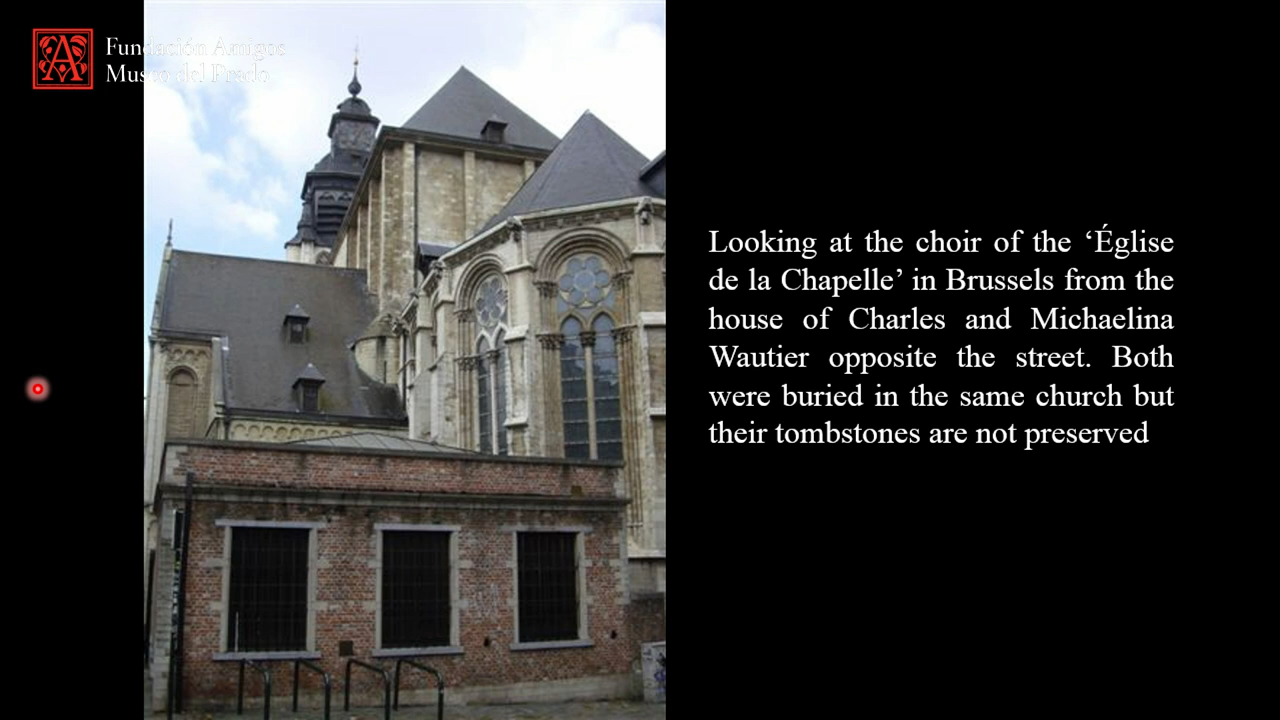 Fundación Amigos
Museo del Prado
Looking at the choir of the ‘Église
de la Chapelle’ in Brussels from the
house of Charles and Michaelina
Wautier opposite the street. Both
were buried in the same church but
their tombstones are not preserved